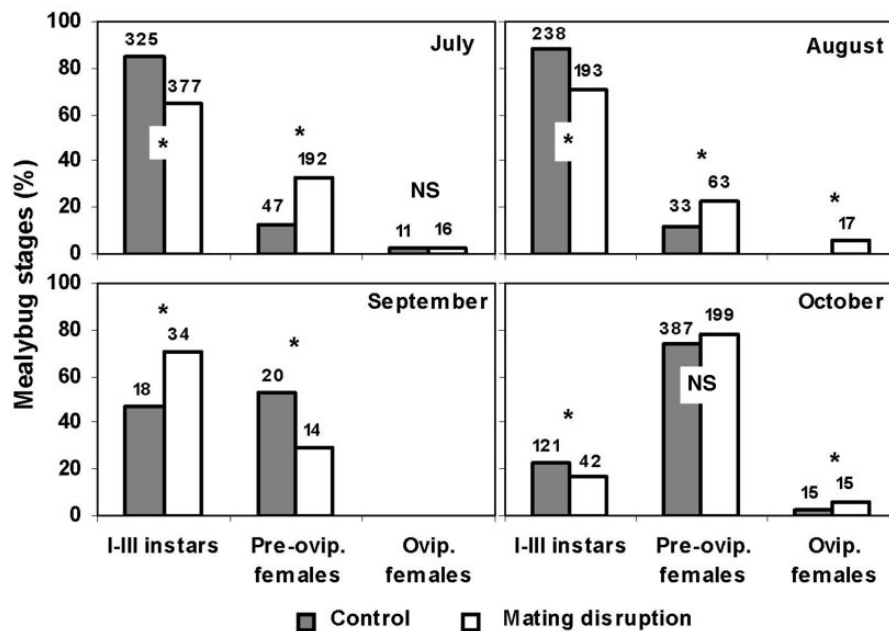 Mealybug stages (%)
100
80
60
40
20
0
July
325
377
*
47
192
*
11
16
NS
August
238
193
*
33
63
*
17
*
100
80
60
40
20
0
September
18
34
*
20
14
*
October
121
42
*
387
199
NS
15
15
*
I-III instars
Pre-ovip.
females
Ovip.
females
I-III instars
Pre-ovip.
females
Ovip.
females
Control
Mating disruption